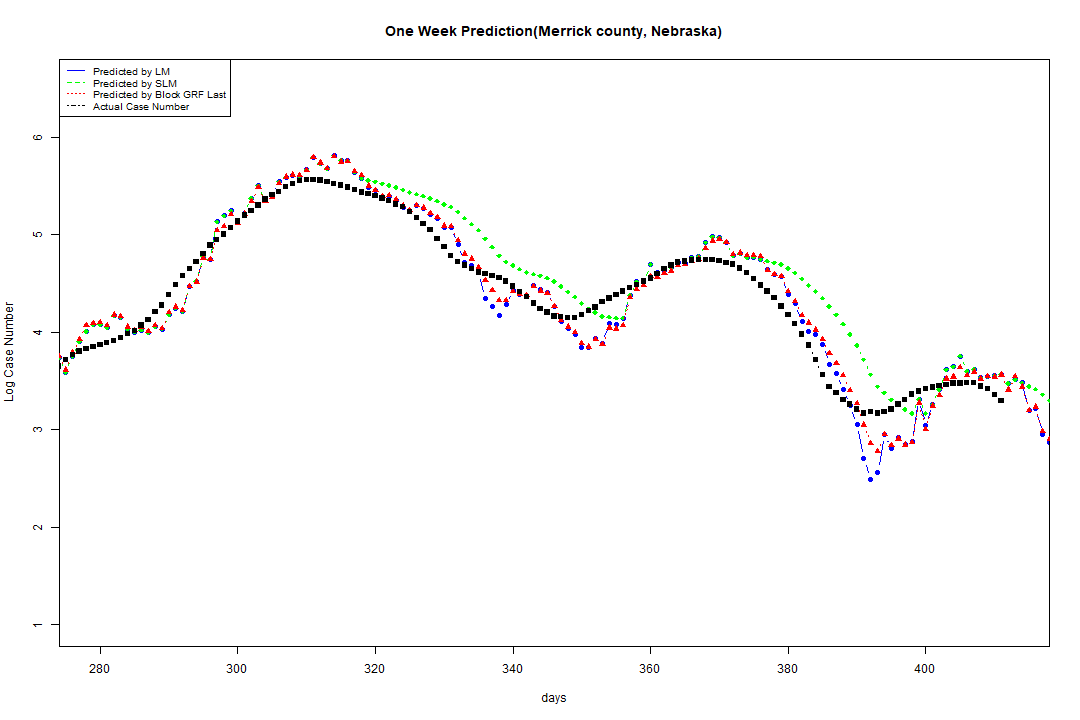 One Week Prediction(Merrick county, Nebraska)
Predicted by LM
Predicted by SLM
Predicted by Block GRF Last
Actual Case Number
6
5
4
3
2
1
Log Case Number
280 300 320 340 360 380 400
days